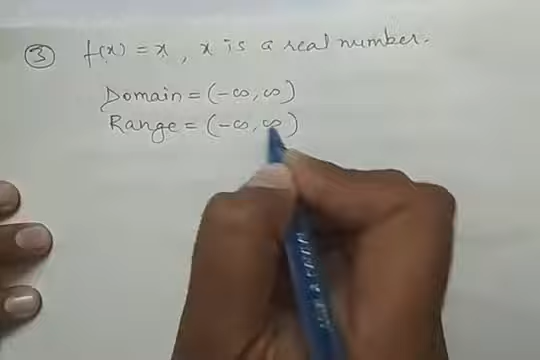 ③ f(x) = x, x is a real number.
Domain = (-∞, ∞)
Range = (-∞, ∞)